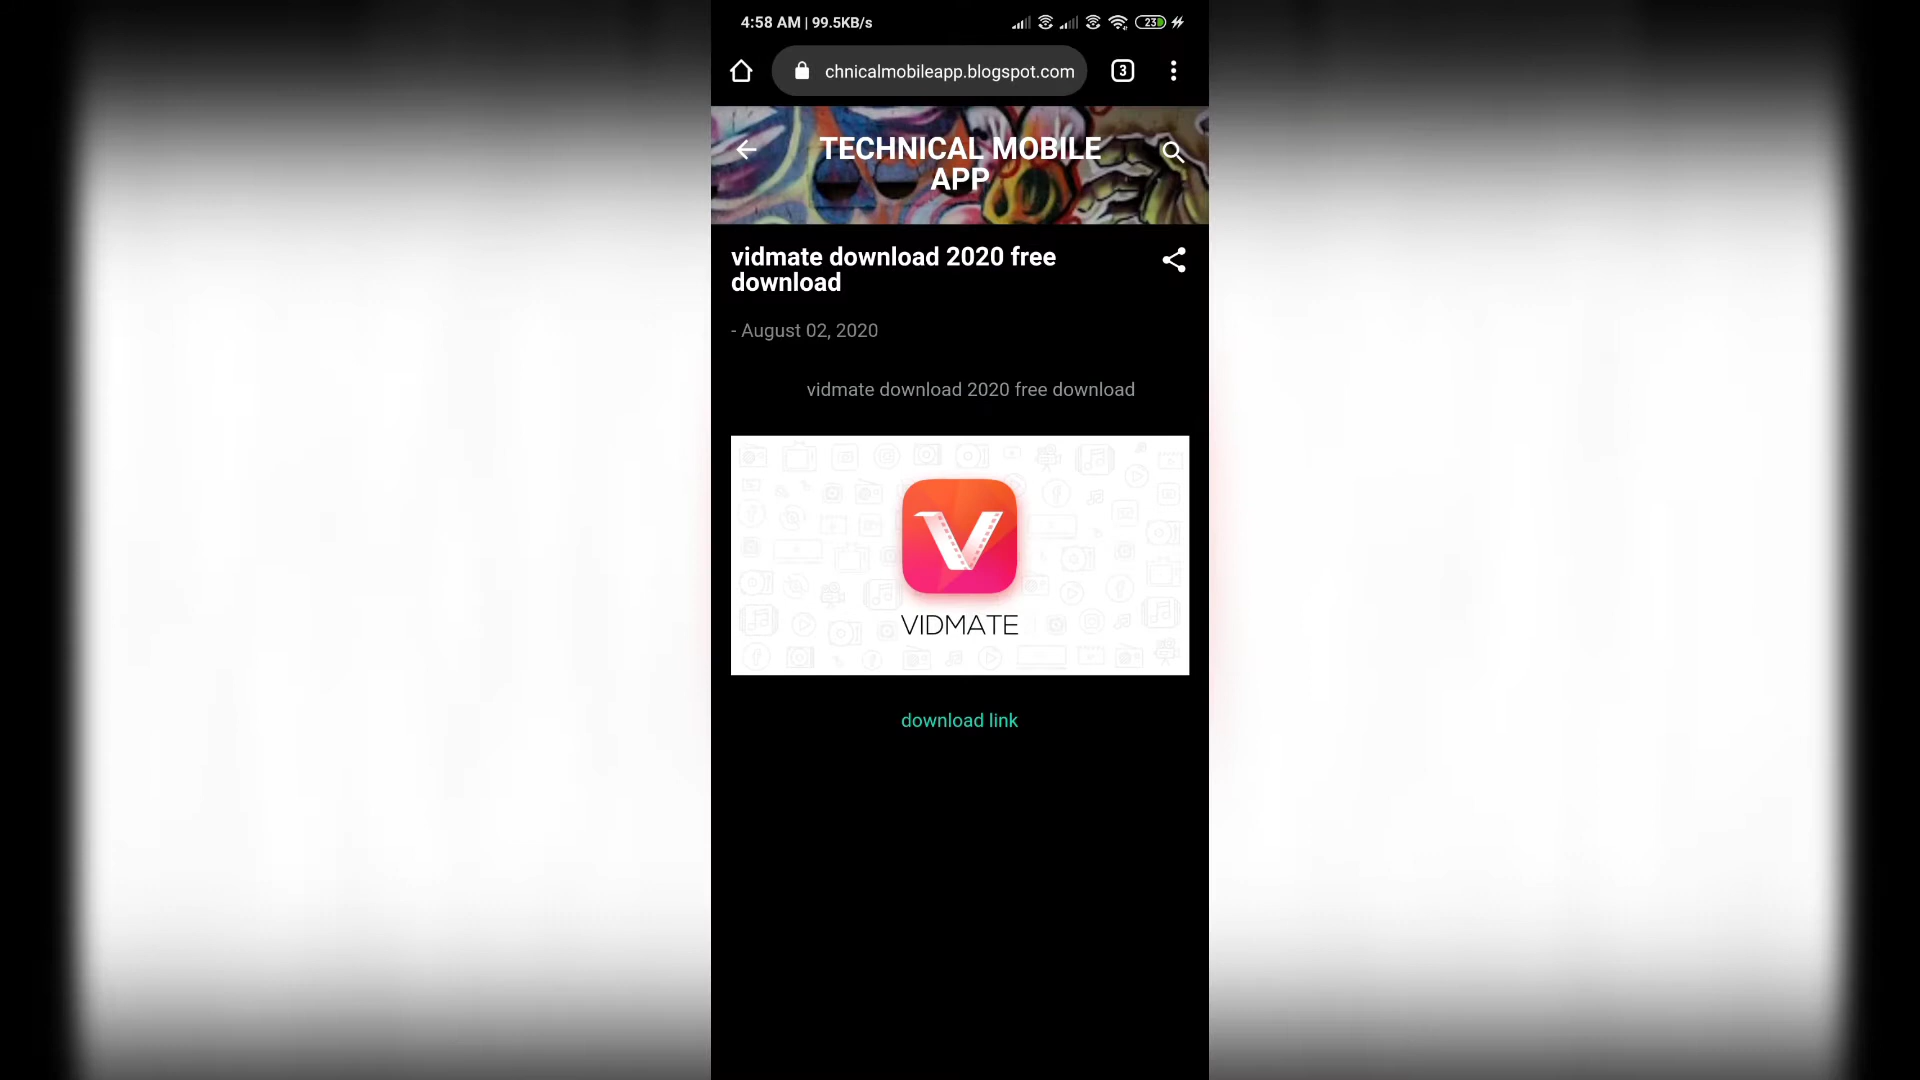 4:58 AM | 99.5KB/s
23
chnicalmobileapp.blogspot.com
3
TECHNICAL MOBILE
APP
vidmate download 2020 free
download
- August 02, 2020
vidmate download 2020 free download
VIDMATE
download link